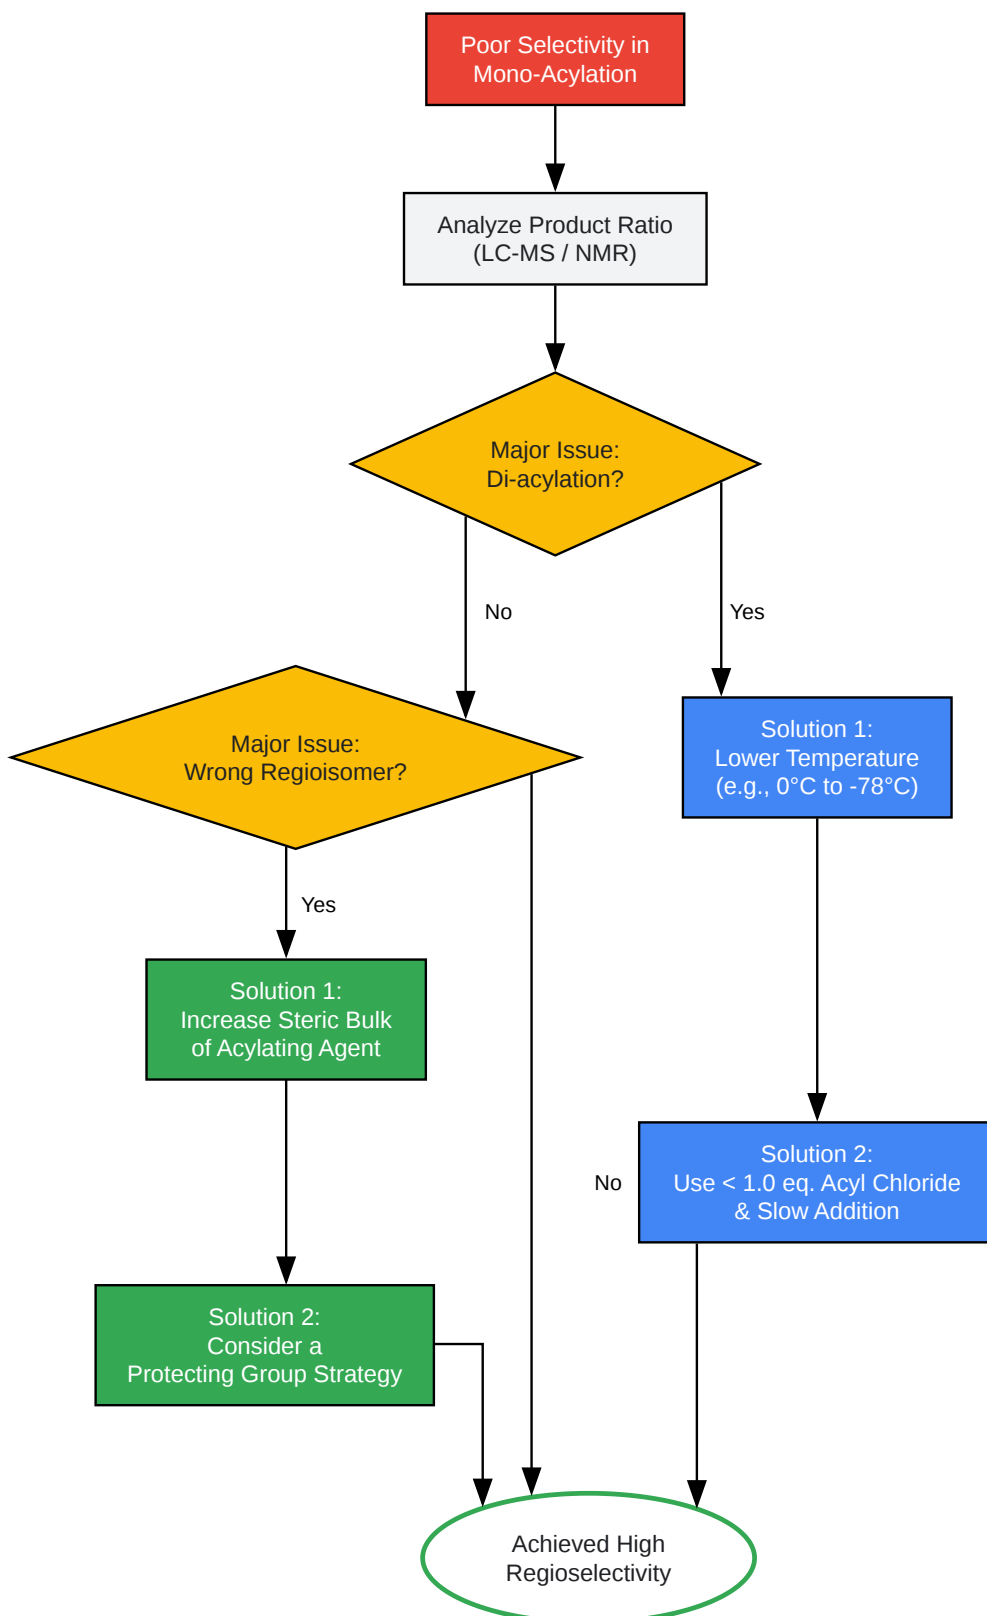 Poor Selectivity in
Mono-Acylation
Analyze Product Ratio
(LC-MS / NMR)
Major Issue:
Di-acylation?
No
Yes
Major Issue:
Wrong Regioisomer?
Solution 1:
Lower Temperature
(e.g., 0°C to -78°C)
Yes
Solution 1:
Increase Steric Bulk
of Acylating Agent
No
Solution 2:
Use < 1.0 eq. Acyl Chloride
& Slow Addition
Solution 2:
Consider a
Protecting Group Strategy
Achieved High
Regioselectivity